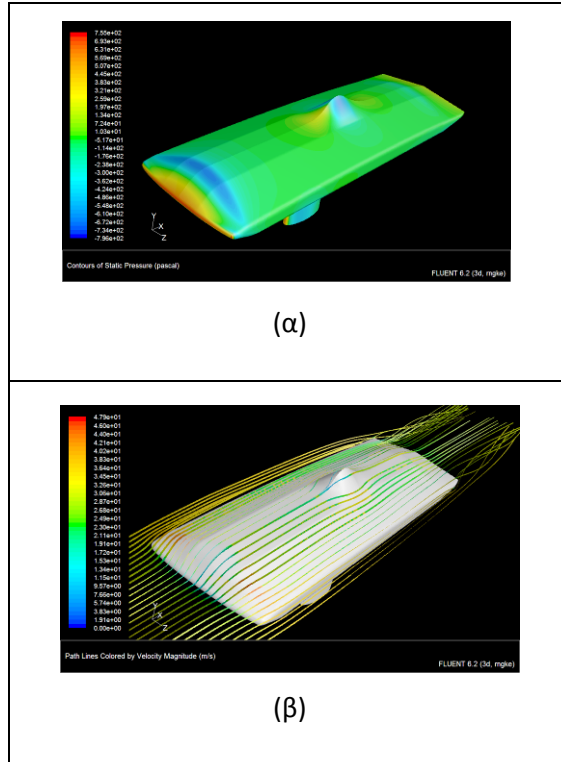 7.55e+02
6.93e+02
6.31e+02
5.69e+02
5.07e+02
4.45e+02
3.83e+02
3.21e+02
2.59e+02
1.97e+02
1.34e+02
7.24e+01
1.03e+01
-5.17e+01
-1.14e+02
-1.76e+02
-2.38e+02
-3.00e+02
-3.62e+02
-4.24e+02
-4.86e+02
-5.48e+02
-6.10e+02
-6.72e+02
-7.34e+02
-7.96e+02
Y
X
Z
Contours of Static Pressure (pascal)
FLUENT 6.2 (3d, rngke)
(α)
4.79e+01
4.60e+01
4.40e+01
4.21e+01
4.02e+01
3.83e+01
3.64e+01
3.45e+01
3.26e+01
3.06e+01
2.87e+01
2.68e+01
2.49e+01
2.30e+01
2.11e+01
1.91e+01
1.72e+01
1.53e+01
1.34e+01
1.15e+01
9.57e+00
7.66e+00
5.74e+00
3.83e+00
1.91e+00
0.00e+00
Y
X
Z
Path Lines Colored by Velocity Magnitude (m/s)
FLUENT 6.2 (3d, rngke)
(β)